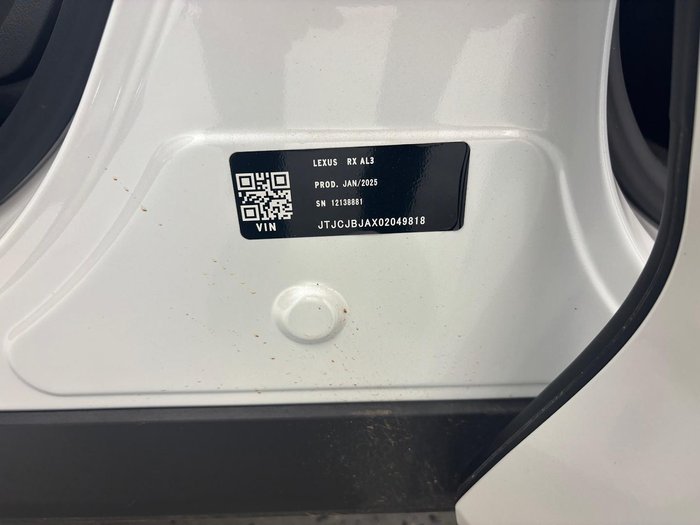 LEXUS RX AL3
PROD. JAN/2025
SN 12138881
VIN JTJCJBJAX02049818